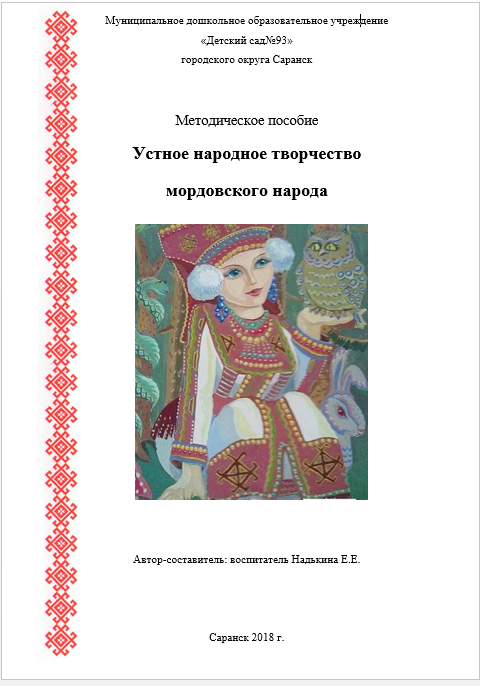 Муниципальное дошкольное образовательное учреждение
«Детский сад№93»
городского округа Саранск
Методическое пособие
Устное народное творчество
мордовского народа
Автор-составитель: воспитатель Надькина Е.Е.
Саранск 2018 г.